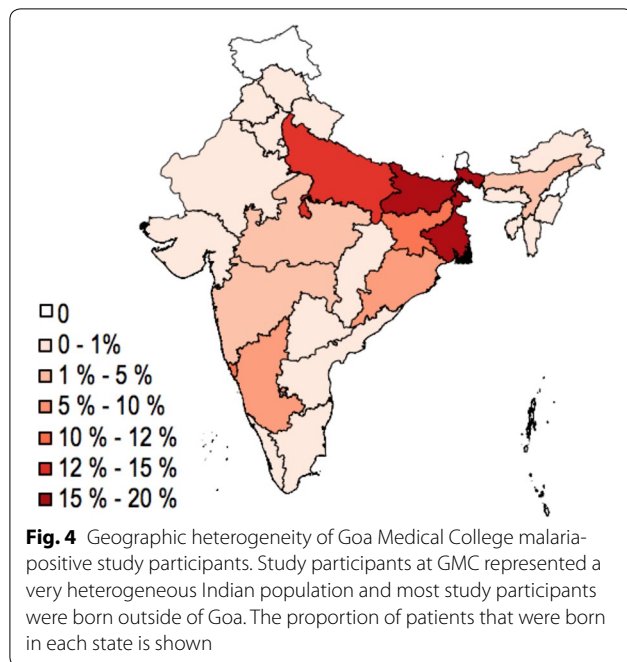 0
0 - 1%
1 % - 5 %
5 % - 10 %
10 % - 12 %
12 % - 15 %
15 % - 20 %
Fig. 4 Geographic heterogeneity of Goa Medical College malaria-
positive study participants. Study participants at GMC represented a
very heterogeneous Indian population and most study participants
were born outside of Goa. The proportion of patients that were born
in each state is shown